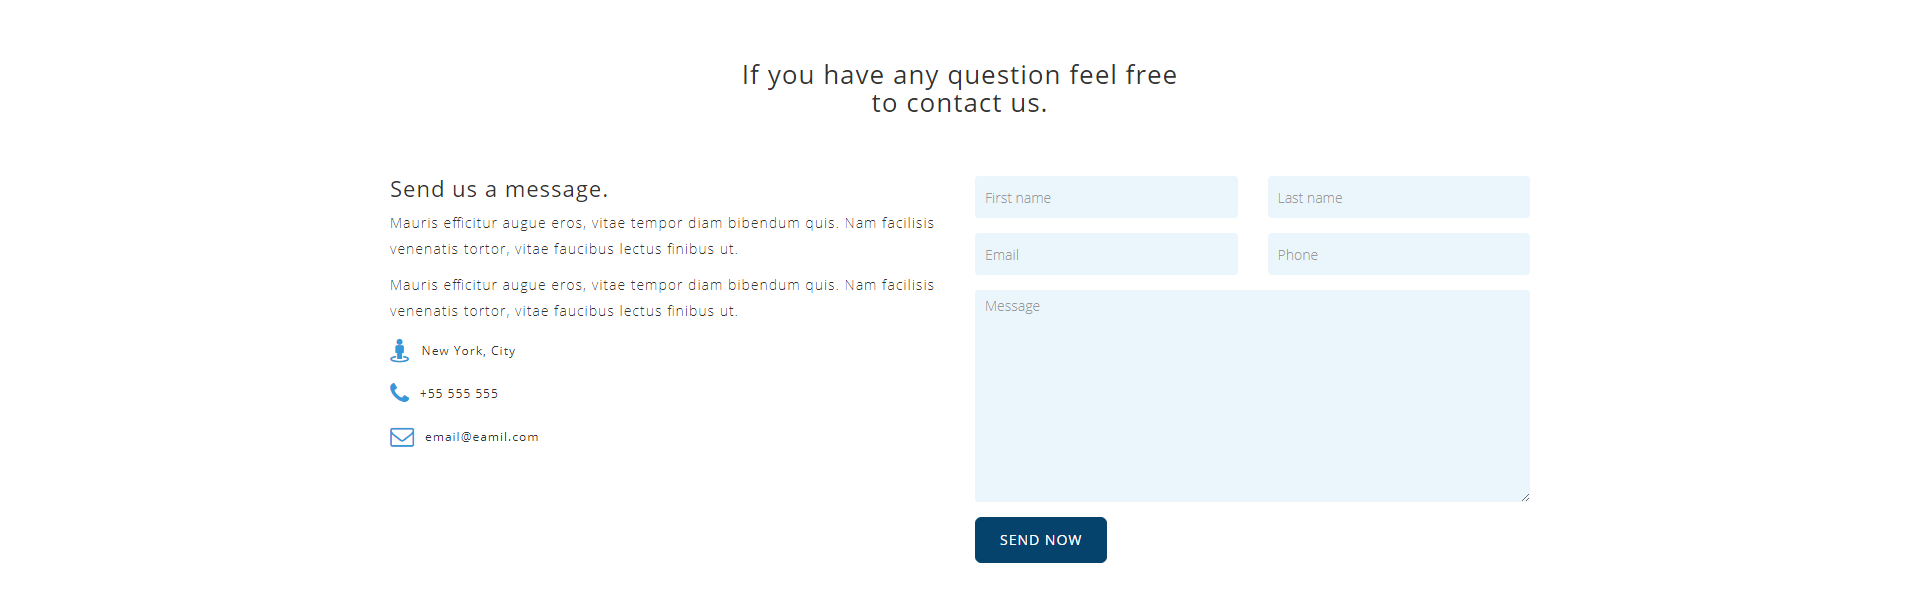 If you have any question feel free
to contact us.
Send us a message.
Mauris efficitur augue eros, vitae tempor diam bibendum quis. Nam facilisis
venenatis tortor, vitae faucibus lectus finibus ut.
Mauris efficitur augue eros, vitae tempor diam bibendum quis. Nam facilisis
venenatis tortor, vitae faucibus lectus finibus ut.
New York, City
+55 555 555
email@eamil.com
First name
Last name
Email
Phone
Message
SEND NOW